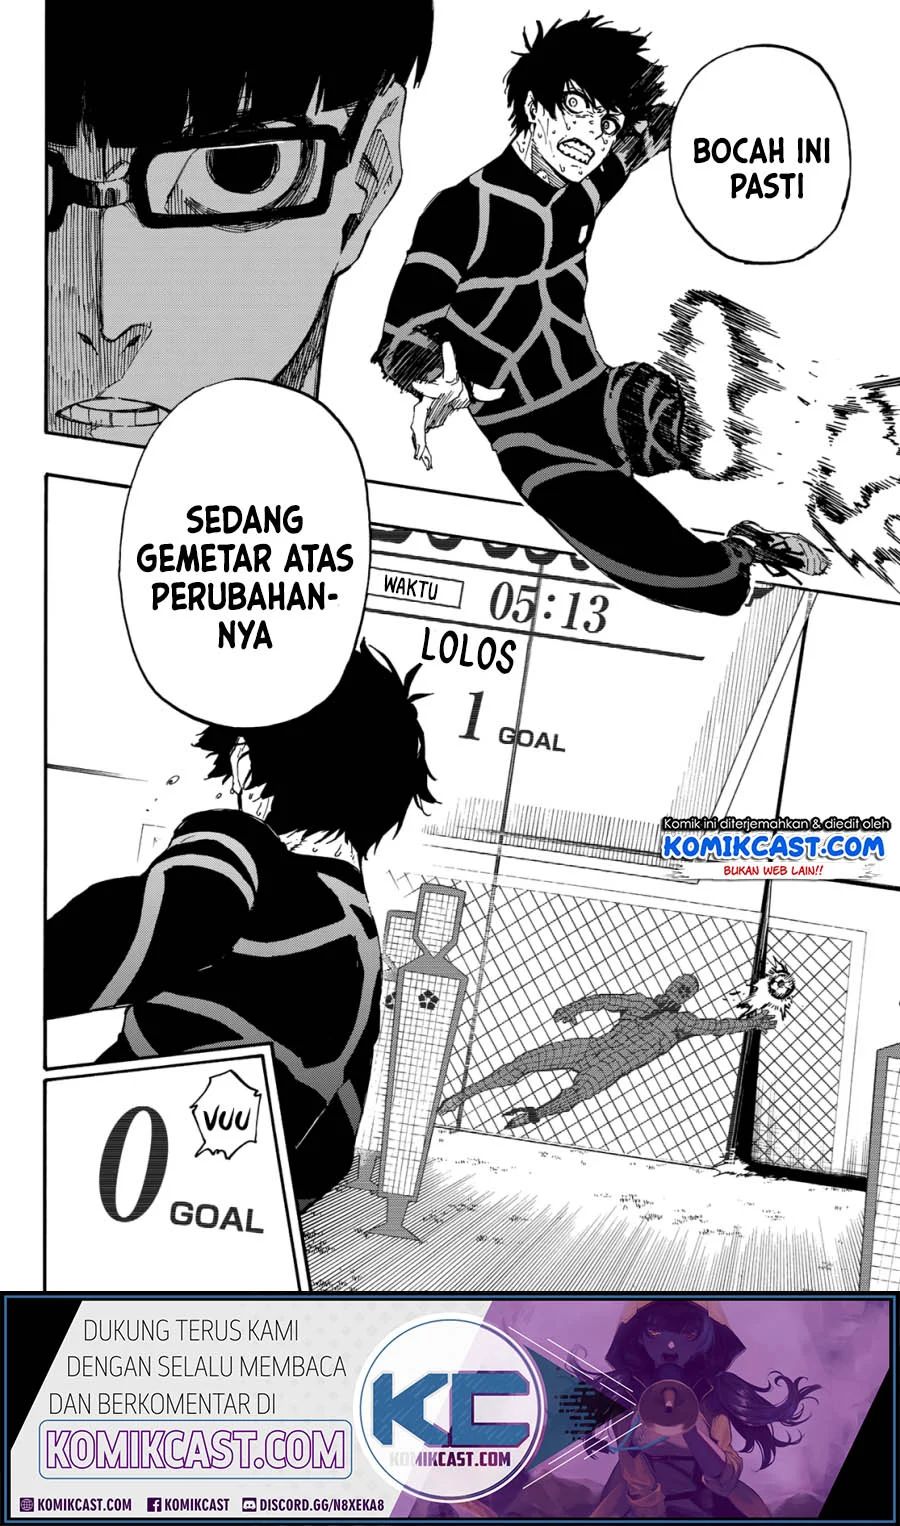 BOCAH INI
PASTI
SEDANG
GEMETAR ATAS
PERUBAHAN-
NYA
WAKTU
05:13
LOLOS
1 GOAL
Komik ini diterjemahkan & diedit oleh
KOMIKCAST.COM
BUKAN WEB LAIN!!
VUU
0 GOAL
DUKUNG TERUS KAMI
DENGAN SELALU MEMBACA
DAN BERKOMENTAR DI
KOMIKCAST.COM
KC
KOMIKCAST.COM
KOMIKCAST.COM KOMIKCAST DISCORD.GG/N8XEKA8